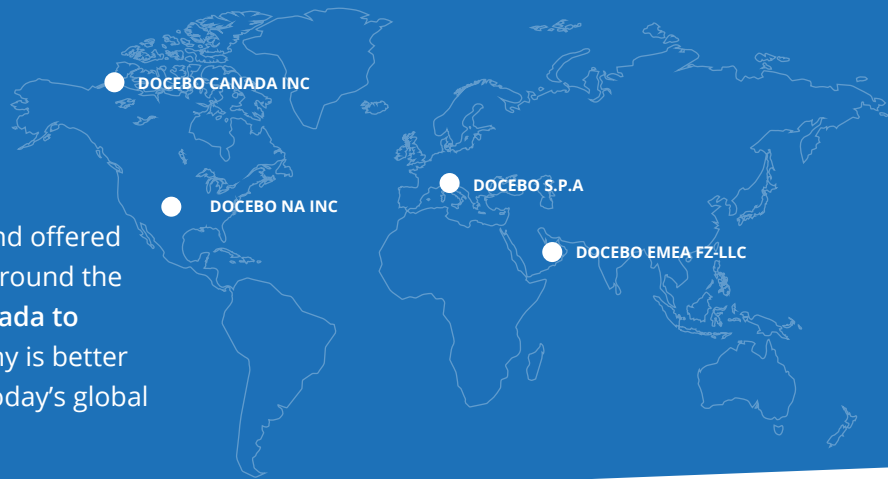 DOCEBO CANADA INC
DOCEBO S.P.A
DOCEBO NA INC
DOCEBO EMEA FZ-LLC
nd offered
round the
ada to
ny is better
oday's global